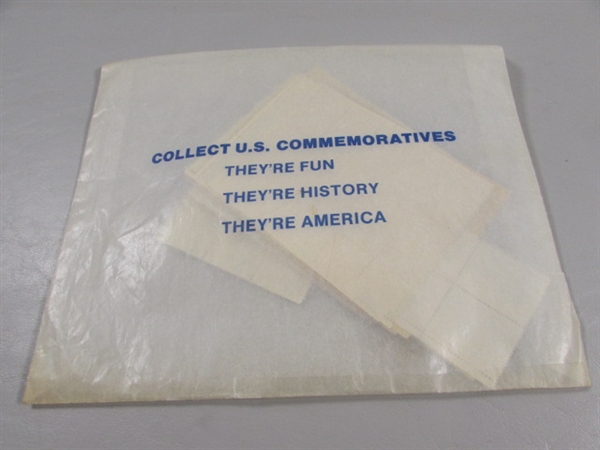 COLLECT U.S. COMMEMORATIVES
THEY'RE FUN
THEY'RE HISTORY
THEY'RE AMERICA